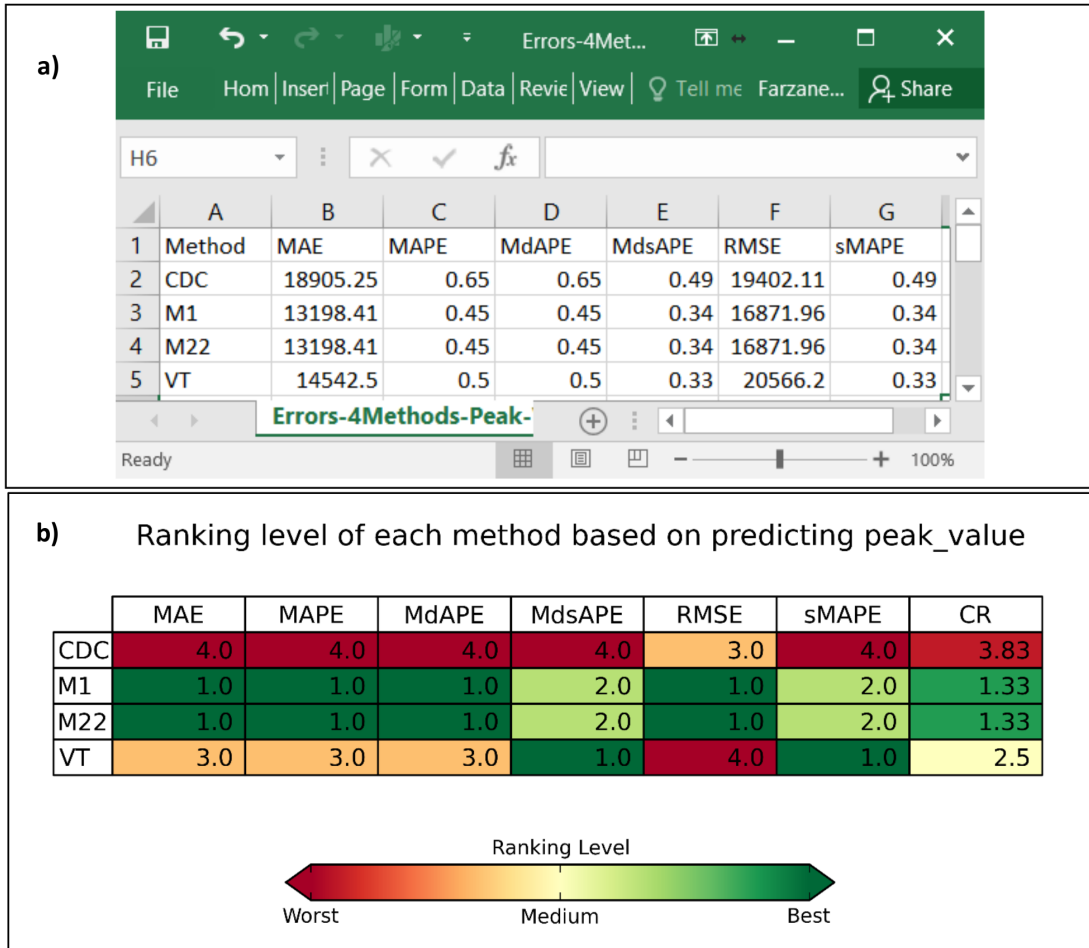 a)
Errors-4Met...
File Hom Insert Page Form Data Revie View Tell me Farzane... Share
H6 fx
A B C D E F G
1 Method MAE MAPE MdAPE MdsAPE RMSE sMAPE
2 CDC 18905.25 0.65 0.65 0.49 19402.11 0.49
3 M1 13198.41 0.45 0.45 0.34 16871.96 0.34
4 M22 13198.41 0.45 0.45 0.34 16871.96 0.34
5 VT 14542.5 0.5 0.5 0.33 20566.2 0.33
Errors-4Methods-Peak-
Ready 100%
b) Ranking level of each method based on predicting peak_value
MAE MAPE MdAPE MdsAPE RMSE sMAPE CR
CDC 4.0 4.0 4.0 4.0 3.0 4.0 3.83
M1 1.0 1.0 1.0 2.0 1.0 2.0 1.33
M22 1.0 1.0 1.0 2.0 1.0 2.0 1.33
VT 3.0 3.0 3.0 1.0 4.0 1.0 2.5
Ranking Level
Worst Medium Best